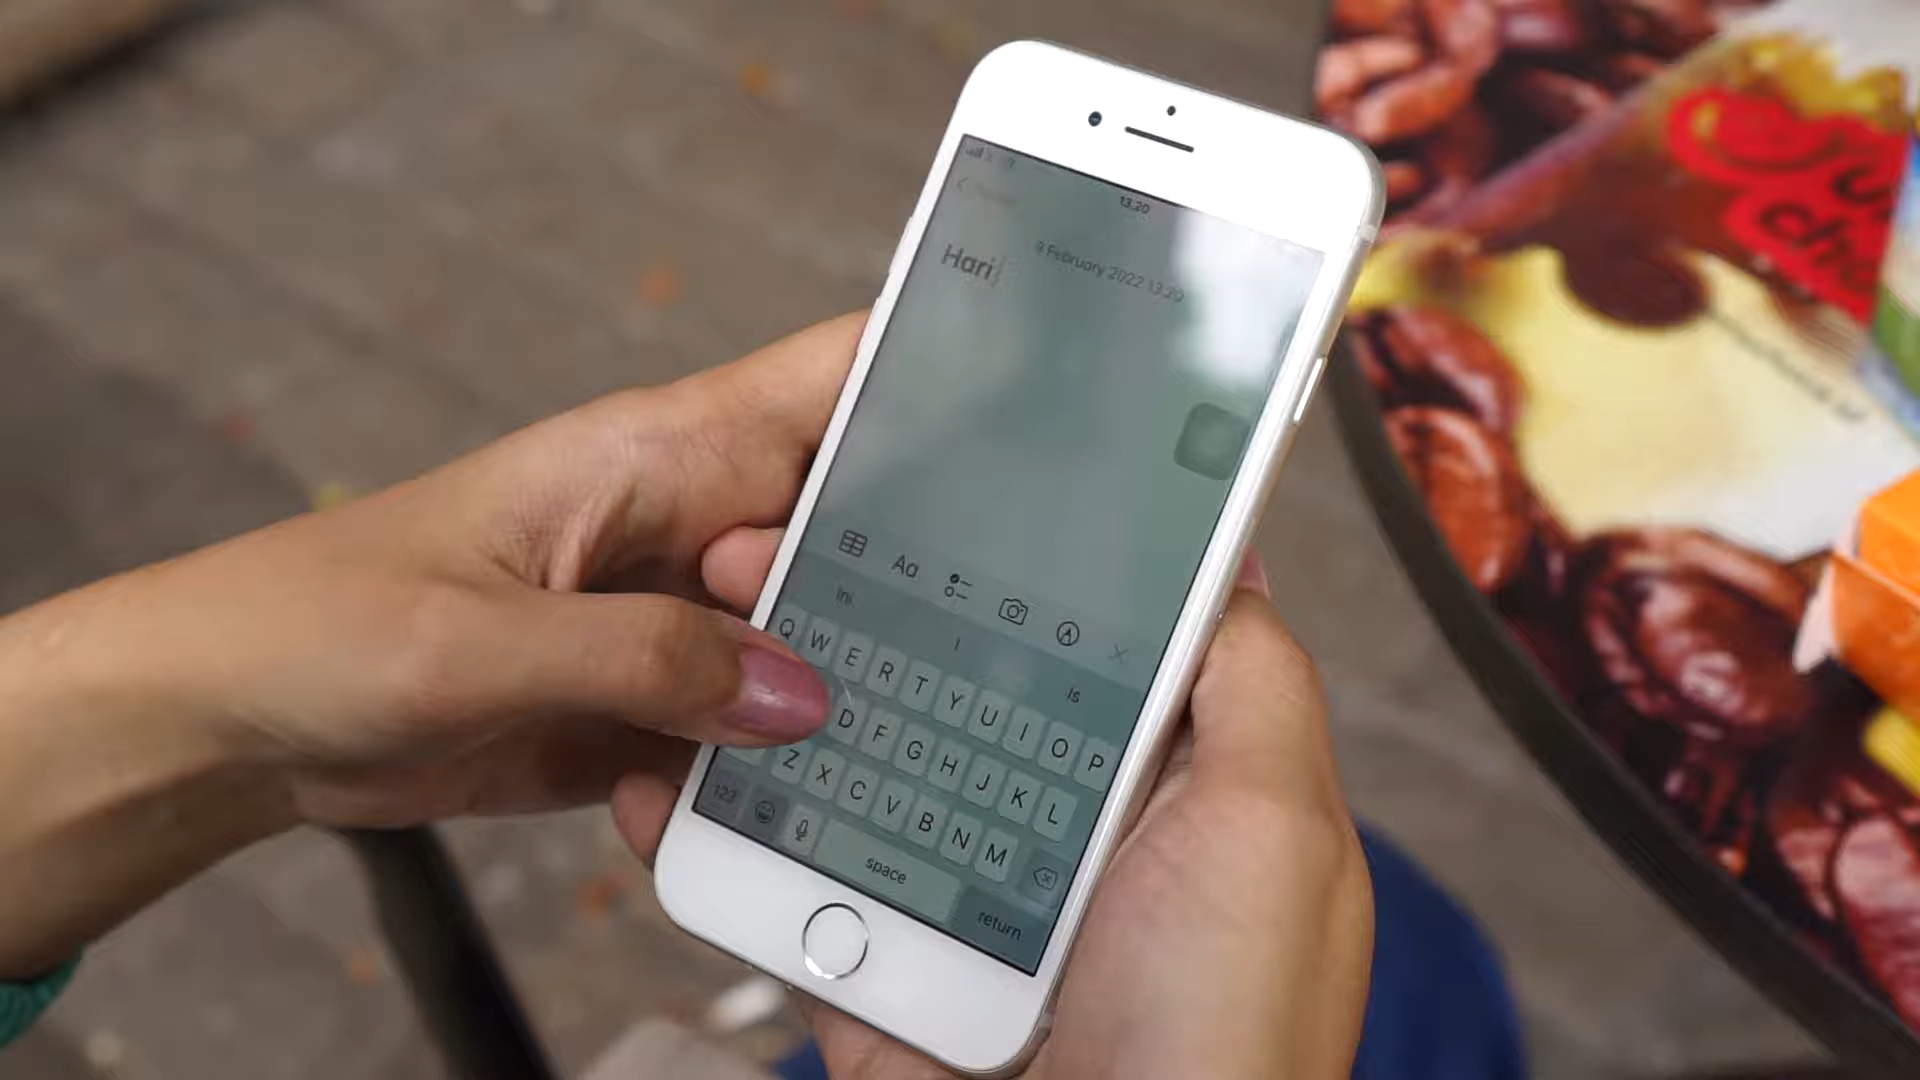 13.20
9 February 2022 13.20
Hari
Aa
ini
I
is
Q W E R T Y U I O P
D F G H J K L
Z X C V B N M
123
space
return